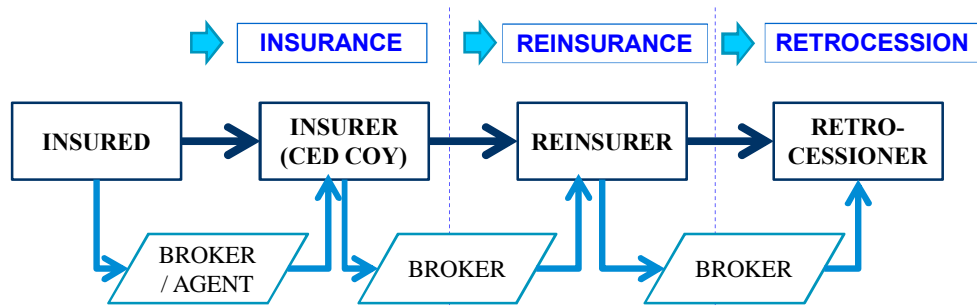 INSURANCE
REINSURANCE
RETROCESSION
INSURED
INSURER
(CED COY)
REINSURER
RETRO-
CESSIONER
BROKER
/ AGENT
BROKER
BROKER